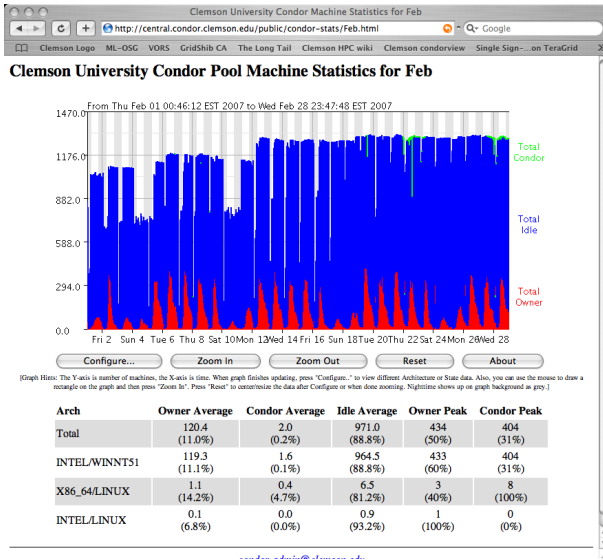 Clemson University Condor Machine Statistics for Feb
http://central.condor.clemson.edu/public/condor-stats/Feb.html
Google
Clemson Logo ML-OSG VORS GridShib CA The Long Tail Clemson HPC wiki Clemson condorview Single Sign-...on TeraGrid
Clemson University Condor Pool Machine Statistics for Feb
From Thu Feb 01 00:46:12 EST 2007 to Wed Feb 28 23:47:48 EST 2007
1470.0
1176.0
882.0
588.0
294.0
0.0
Total Condor
Total Idle
Total Owner
Fri 2 Sun 4 Tue 6 Thu 8 Sat 10 Mon 12 Wed 14 Fri 16 Sun 18 Tue 20 Thu 22 Sat 24 Mon 26 Wed 28
Configure... Zoom In Zoom Out Reset About
[Graph Hints: The Y-axis is number of machines, the X-axis is time. When graph finishes updating, press "Configure.." to view different Architecture or State data. Also, you can use the mouse to draw a
rectangle on the graph and then press "Zoom In". Press "Reset" to center/resize the data after Configure or when done zooming. Nighttime shows up on graph background as grey.]
Arch Owner Average Condor Average Idle Average Owner Peak Condor Peak
Total 120.4 (11.0%) 2.0 (0.2%) 971.0 (88.8%) 434 (50%) 404 (31%)
INTEL/WINNT51 119.3 (11.1%) 1.6 (0.1%) 964.5 (88.8%) 433 (60%) 404 (31%)
X86_64/LINUX 1.1 (14.2%) 0.4 (4.7%) 6.5 (81.2%) 3 (40%) 8 (100%)
INTEL/LINUX 0.1 (6.8%) 0.0 (0.0%) 0.9 (93.2%) 1 (100%) 0 (0%)